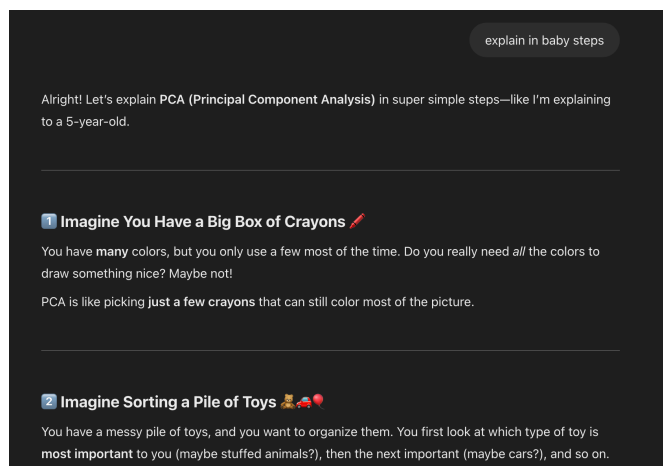 explain in baby steps
Alright! Let’s explain PCA (Principal Component Analysis) in super simple steps—like I’m explaining
to a 5-year-old.
1️⃣ Imagine You Have a Big Box of Crayons 🖍️
You have many colors, but you only use a few most of the time. Do you really need all the colors to
draw something nice? Maybe not!
PCA is like picking just a few crayons that can still color most of the picture.
2️⃣ Imagine Sorting a Pile of Toys 🧸🚗🎈
You have a messy pile of toys, and you want to organize them. You first look at which type of toy is
most important to you (maybe stuffed animals?), then the next important (maybe cars?), and so on.